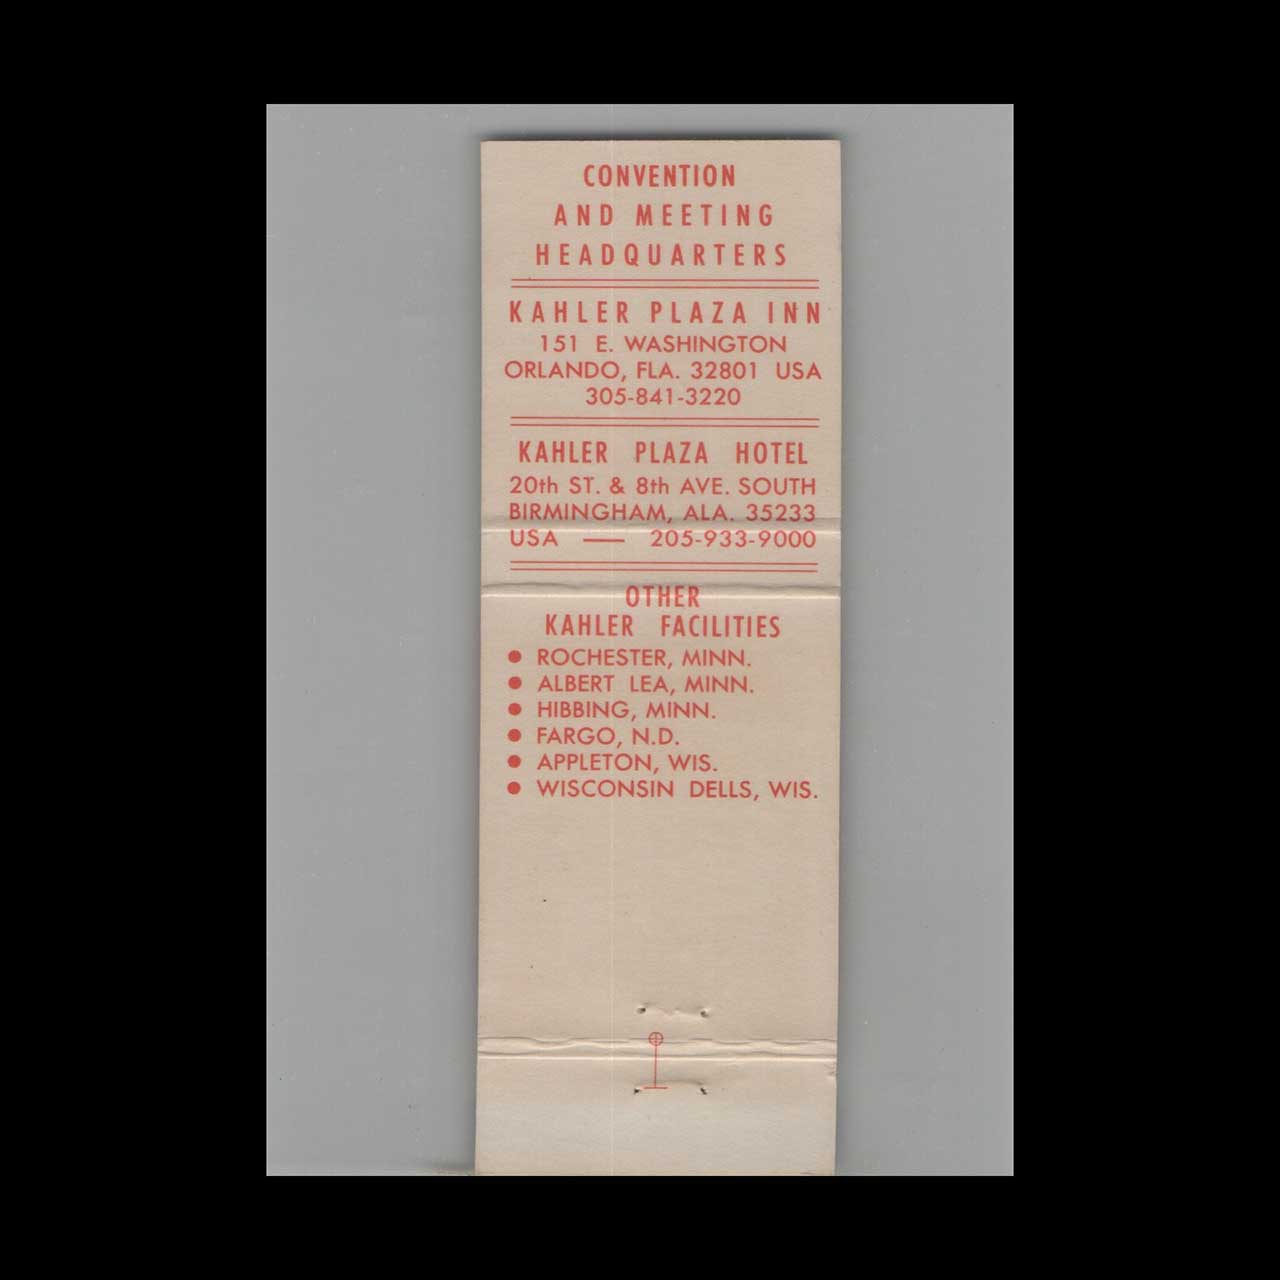 CONVENTION
AND MEETING
HEADQUARTERS
KAHLER PLAZA INN
151 E. WASHINGTON
ORLANDO, FLA. 32801 USA
305-841-3220
KAHLER PLAZA HOTEL
20th ST. & 8th AVE. SOUTH
BIRMINGHAM, ALA. 35233
USA — 205-933-9000
OTHER
KAHLER FACILITIES
● ROCHESTER, MINN.
● ALBERT LEA, MINN.
● HIBBING, MINN.
● FARGO, N.D.
● APPLETON, WIS.
● WISCONSIN DELLS, WIS.